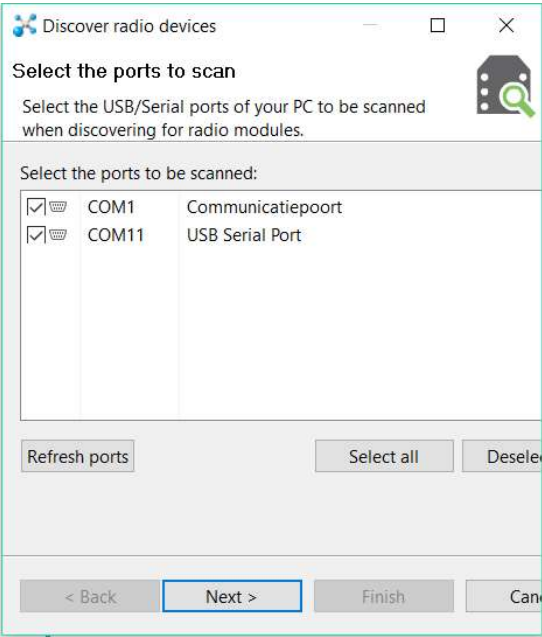 Discover radio devices
Select the ports to scan
Select the USB/Serial ports of your PC to be scanned
when discovering for radio modules.
Select the ports to be scanned:
COM1 Communicatiepoort
COM11 USB Serial Port
Refresh ports Select all Desele
< Back Next > Finish Can